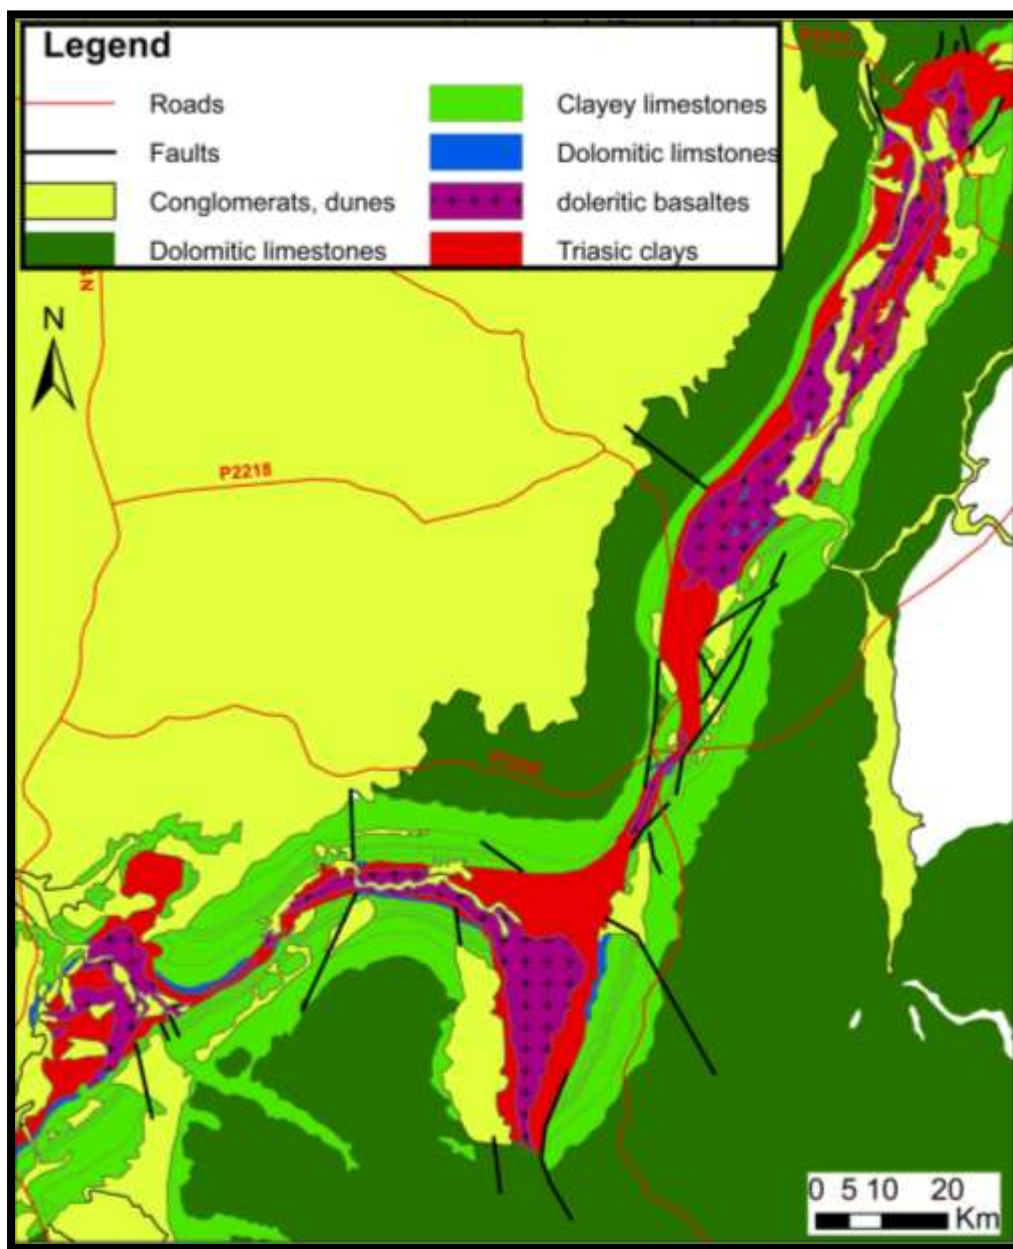 Legend
Roads
Faults
Conglomerats, dunes
Dolomitic limestones
Clayey limestones
Dolomitic limstones
doleritic basaltes
Triasic clays
N
P2218
0 5 10 20
Km